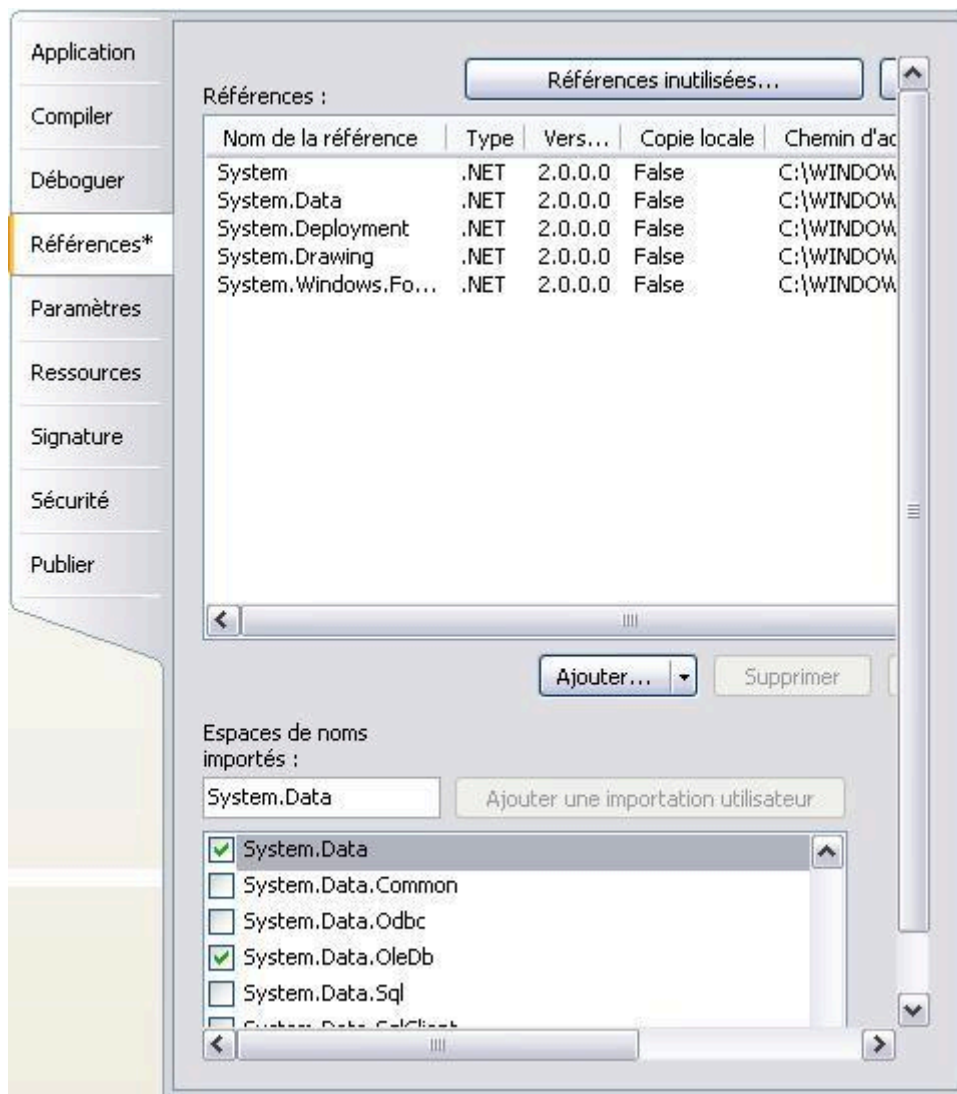 Application
Compiler
Déboguer
Références*
Paramètres
Ressources
Signature
Sécurité
Publier
Références inutilisées...
Références :
Nom de la référence Type Vers... Copie locale Chemin d'ac
System .NET 2.0.0.0 False C:\WINDOW
System.Data .NET 2.0.0.0 False C:\WINDOW
System.Deployment .NET 2.0.0.0 False C:\WINDOW
System.Drawing .NET 2.0.0.0 False C:\WINDOW
System.Windows.Fo... .NET 2.0.0.0 False C:\WINDOW
Ajouter... Supprimer
Espaces de noms
importés :
System.Data Ajouter une importation utilisateur
System.Data
System.Data.Common
System.Data.Odbc
System.Data.OleDb
System.Data.Sql
System.Data.SqlClient